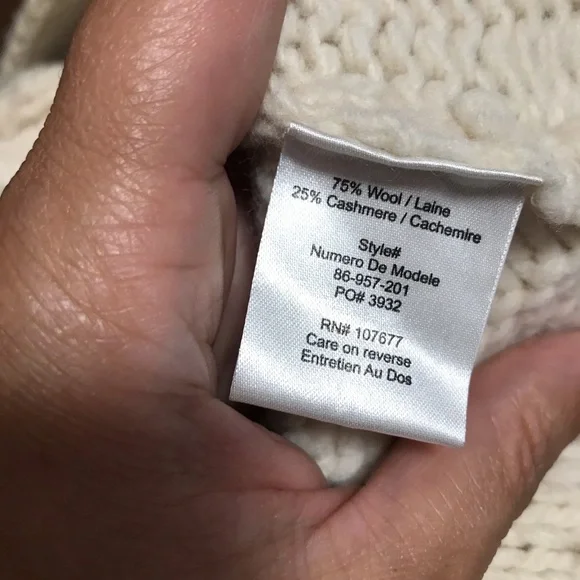 75% Wool / Laine
25% Cashmere / Cachemire
Style#
Numero De Modele
86-957-201
PO# 3932
RN# 107677
Care on reverse
Entretien Au Dos